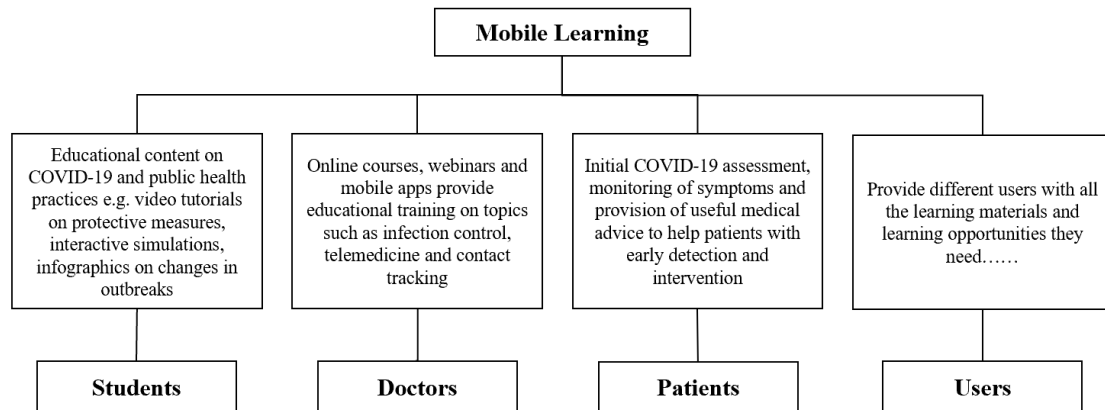 Mobile Learning
Educational content on
COVID-19 and public health
practices e.g. video tutorials
on protective measures,
interactive simulations,
infographics on changes in
outbreaks
Online courses, webinars and
mobile apps provide
educational training on topics
such as infection control,
telemedicine and contact
tracking
Initial COVID-19 assessment,
monitoring of symptoms and
provision of useful medical
advice to help patients with
early detection and
intervention
Provide different users with all
the learning materials and
learning opportunities they
need……
Students
Doctors
Patients
Users